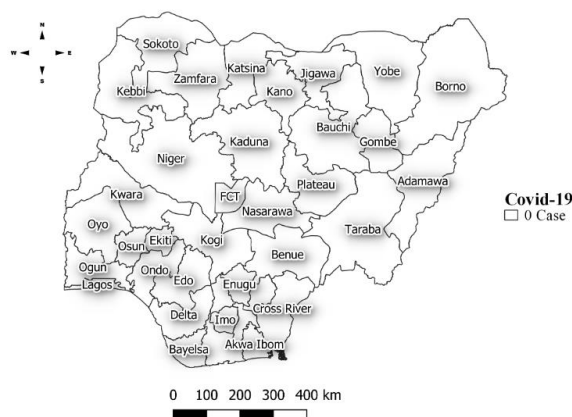 N
W E
S
Sokoto
Katsina
Jigawa
Yobe
Borno
Zamfara
Kebbi
Kano
Bauchi
Gombe
Kaduna
Niger
Adamawa
Plateau
FCT
Kwara
Nasarawa
Taraba
Oyo
Kogi
Osun
Ekiti
Benue
Ogun
Ondo
Edo
Lagos
Enugu
Cross River
Delta
Imo
Bayelsa
Akwa Ibom
Covid-19
0 Case
0 100 200 300 400 km